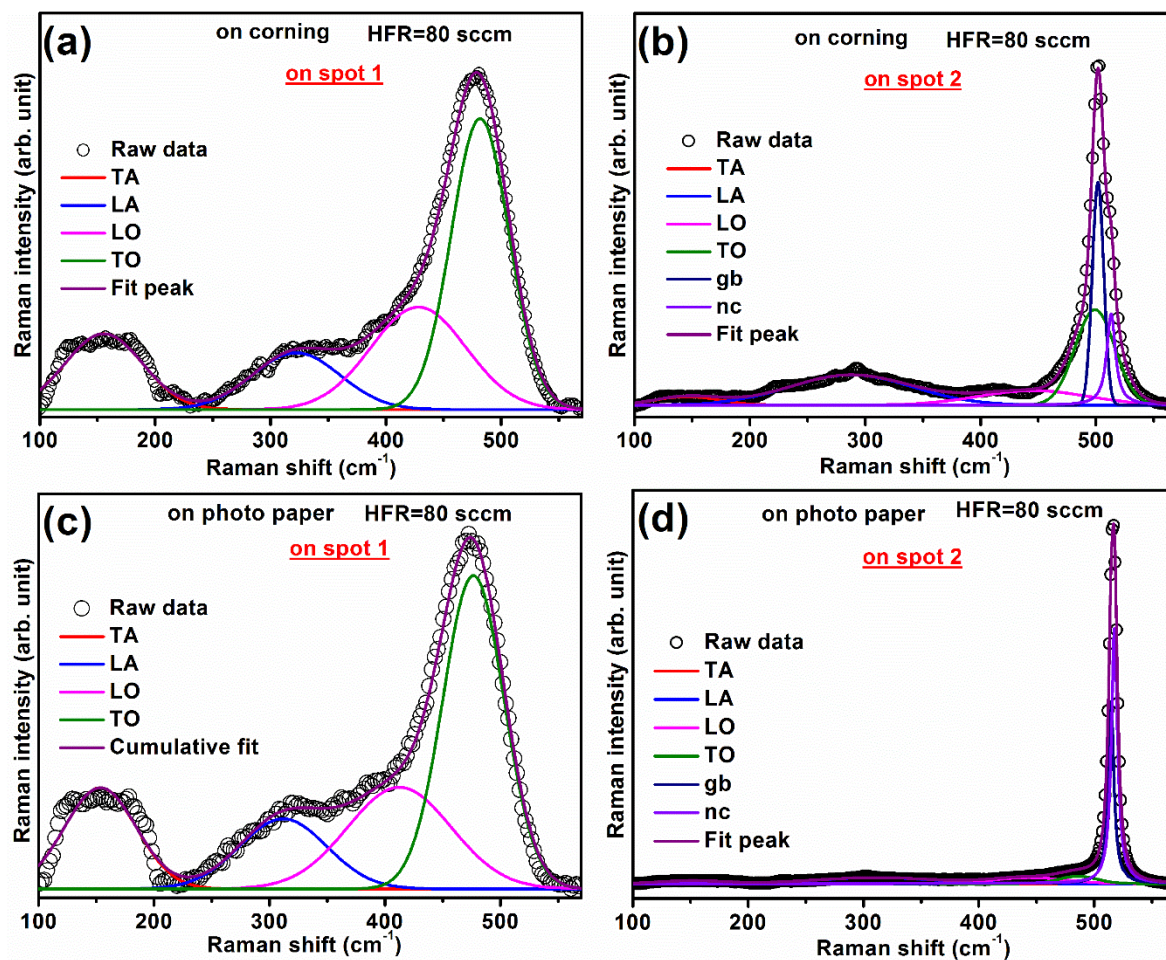 (a)
on corning HFR=80 sccm
on spot 1
Raw data
TA
LA
LO
TO
Fit peak
Raman intensity (arb. unit)
100 200 300 400 500
Raman shift (cm⁻¹)
(b)
on corning HFR=80 sccm
on spot 2
Raw data
TA
LA
LO
TO
gb
nc
Fit peak
Raman intensity (arb. unit)
100 200 300 400 500
Raman shift (cm⁻¹)
(c)
on photo paper HFR=80 sccm
on spot 1
Raw data
TA
LA
LO
TO
Cumulative fit
Raman intensity (arb. unit)
100 200 300 400 500
Raman shift (cm⁻¹)
(d)
on photo paper HFR=80 sccm
on spot 2
Raw data
TA
LA
LO
TO
gb
nc
Fit peak
Raman intensity (arb. unit)
100 200 300 400 500
Raman shift (cm⁻¹)